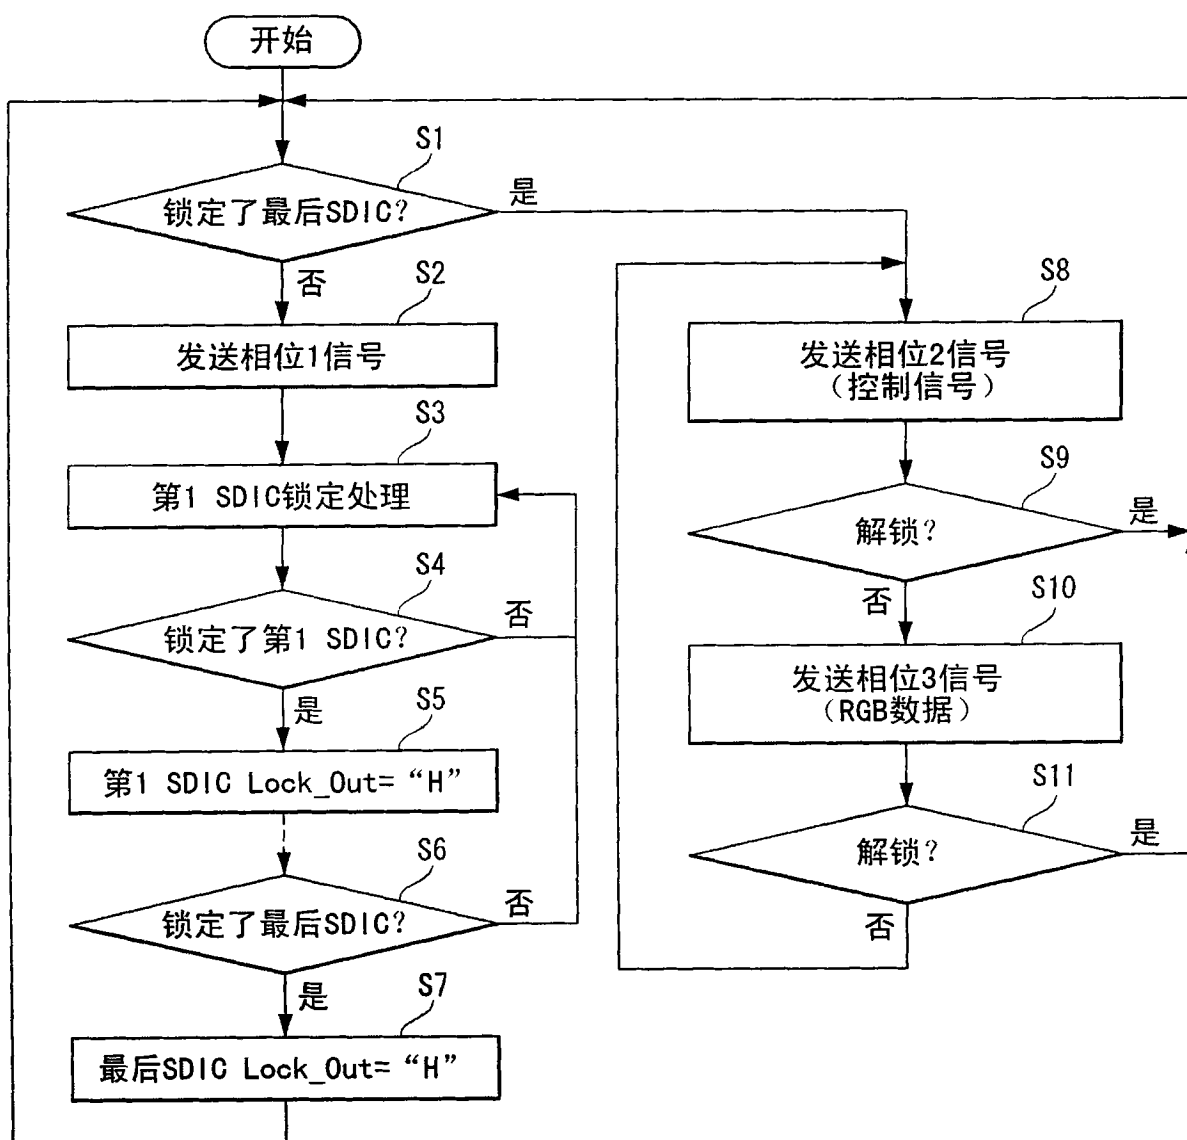 开始
S1
锁定了最后SDIC?
是
否
S2
发送相位1信号
S3
第1 SDIC锁定处理
S4
锁定了第1 SDIC?
否
是
S5
第1 SDIC Lock_Out=“H”
S6
锁定了最后SDIC?
否
是
S7
最后SDIC Lock_Out=“H”
S8
发送相位2信号
(控制信号)
S9
解锁?
是
否
S10
发送相位3信号
(RGB数据)
S11
解锁?
是
否